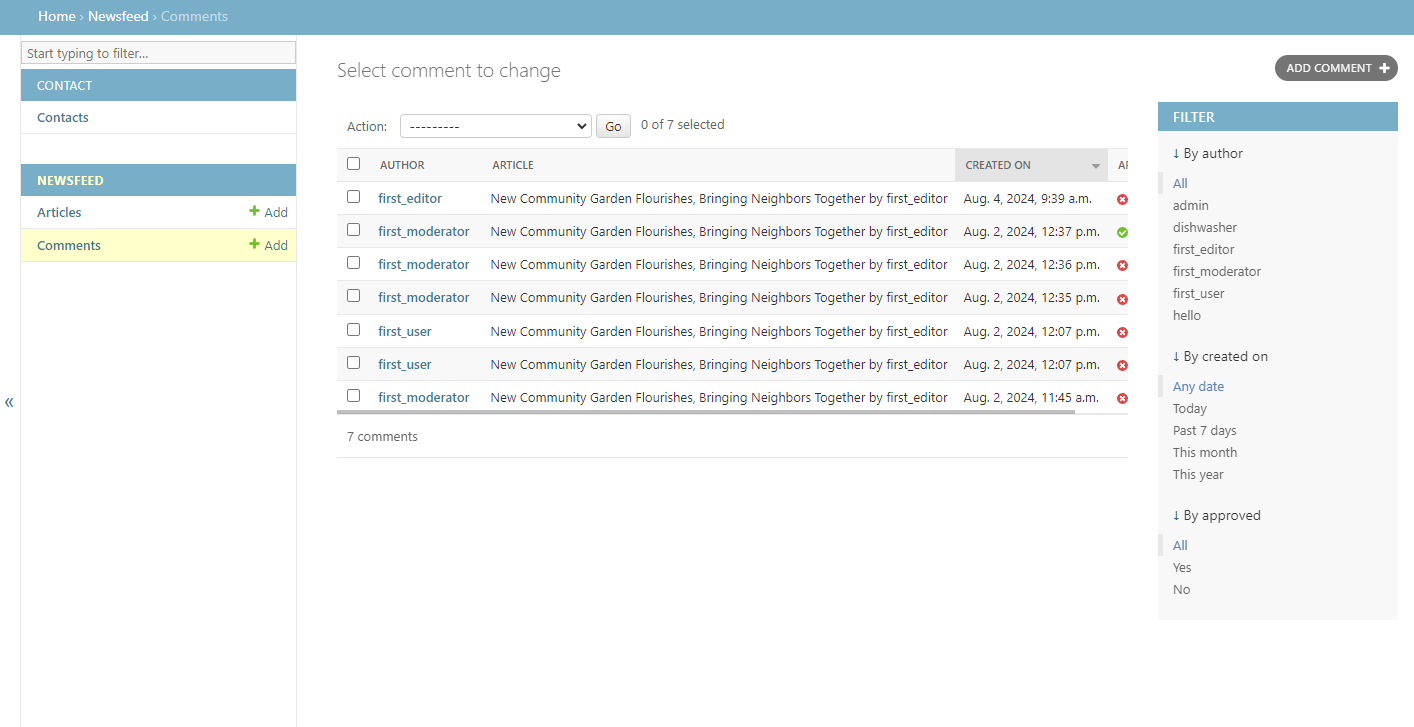 Home › Newsfeed › Comments
Start typing to filter...
CONTACT
Contacts
NEWSFEED
Articles + Add
Comments + Add
«
Select comment to change
ADD COMMENT +
Action: --------- Go 0 of 7 selected
AUTHOR ARTICLE CREATED ON AP
first_editor New Community Garden Flourishes, Bringing Neighbors Together by first_editor Aug. 4, 2024, 9:39 a.m.
first_moderator New Community Garden Flourishes, Bringing Neighbors Together by first_editor Aug. 2, 2024, 12:37 p.m.
first_moderator New Community Garden Flourishes, Bringing Neighbors Together by first_editor Aug. 2, 2024, 12:36 p.m.
first_moderator New Community Garden Flourishes, Bringing Neighbors Together by first_editor Aug. 2, 2024, 12:35 p.m.
first_user New Community Garden Flourishes, Bringing Neighbors Together by first_editor Aug. 2, 2024, 12:07 p.m.
first_user New Community Garden Flourishes, Bringing Neighbors Together by first_editor Aug. 2, 2024, 12:07 p.m.
first_moderator New Community Garden Flourishes, Bringing Neighbors Together by first_editor Aug. 2, 2024, 11:45 a.m.
7 comments
FILTER
↓ By author
All
admin
dishwasher
first_editor
first_moderator
first_user
hello
↓ By created on
Any date
Today
Past 7 days
This month
This year
↓ By approved
All
Yes
No